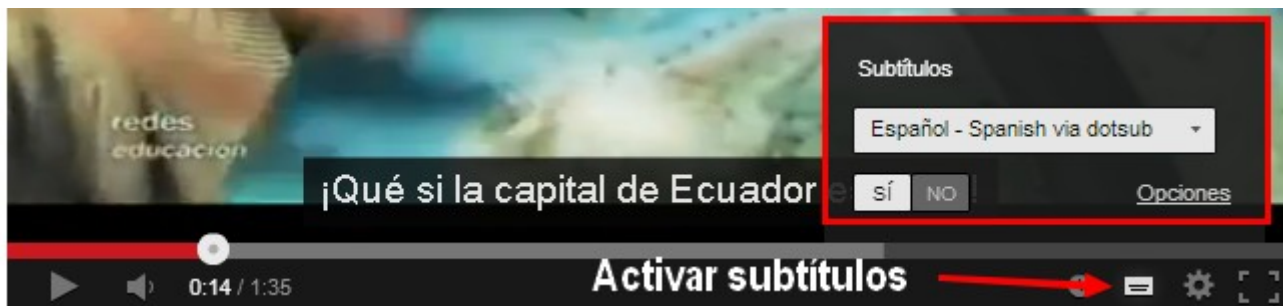 Subtítulos
redes
educación
Español - Spanish via dotsub
¡Qué si la capital de Ecuador e
!
SÍ NO Opciones
0:14 / 1:35
Activar subtítulos